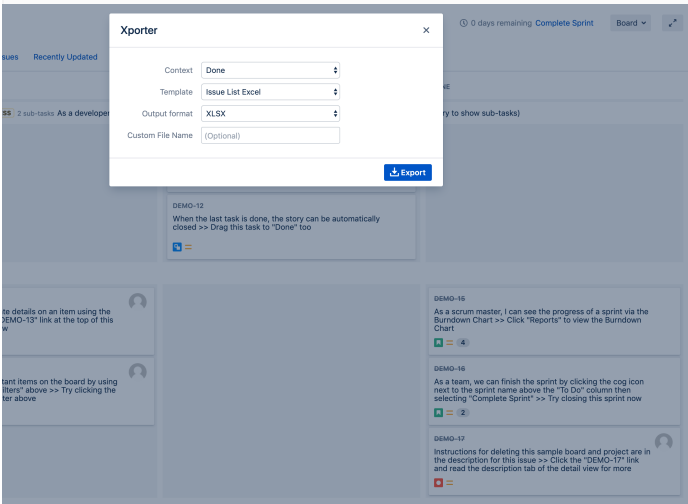 Xporter
×
0 days remaining Complete Sprint Board
sues Recently Updated
Context Done
Template Issue List Excel
Output format XLSX
Custom File Name (Optional)
Export
NE
SS 2 sub-tasks As a developer
ry to show sub-tasks)
DEMO-12
When the last task is done, the story can be automatically
closed >> Drag this task to "Done" too
te details on an item using the
DEMO-13" link at the top of this
w
tant items on the board by using
ilters" above >> Try clicking the
ter above
DEMO-15
As a scrum master, I can see the progress of a sprint via the
Burndown Chart >> Click "Reports" to view the Burndown
Chart
4
DEMO-16
As a team, we can finish the sprint by clicking the cog icon
next to the sprint name above the "To Do" column then
selecting "Complete Sprint" >> Try closing this sprint now
2
DEMO-17
Instructions for deleting this sample board and project are in
the description for this issue >> Click the "DEMO-17" link
and read the description tab of the detail view for more